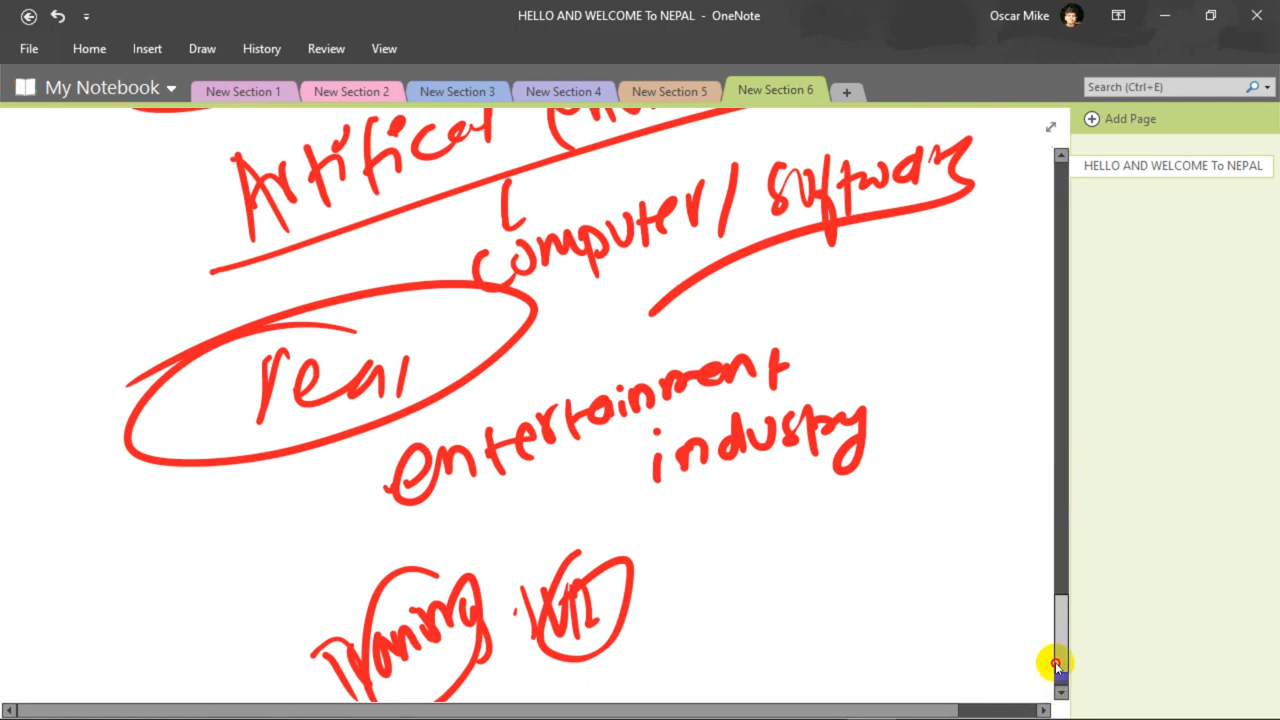 HELLO AND WELCOME To NEPAL - OneNote
Oscar Mike
File Home Insert Draw History Review View
My Notebook
New Section 1 New Section 2 New Section 3 New Section 4 New Section 5 New Section 6
Search (Ctrl+E)
Add Page
HELLO AND WELCOME To NEPAL
Artifical
computer/ software
real
entertainment
industry